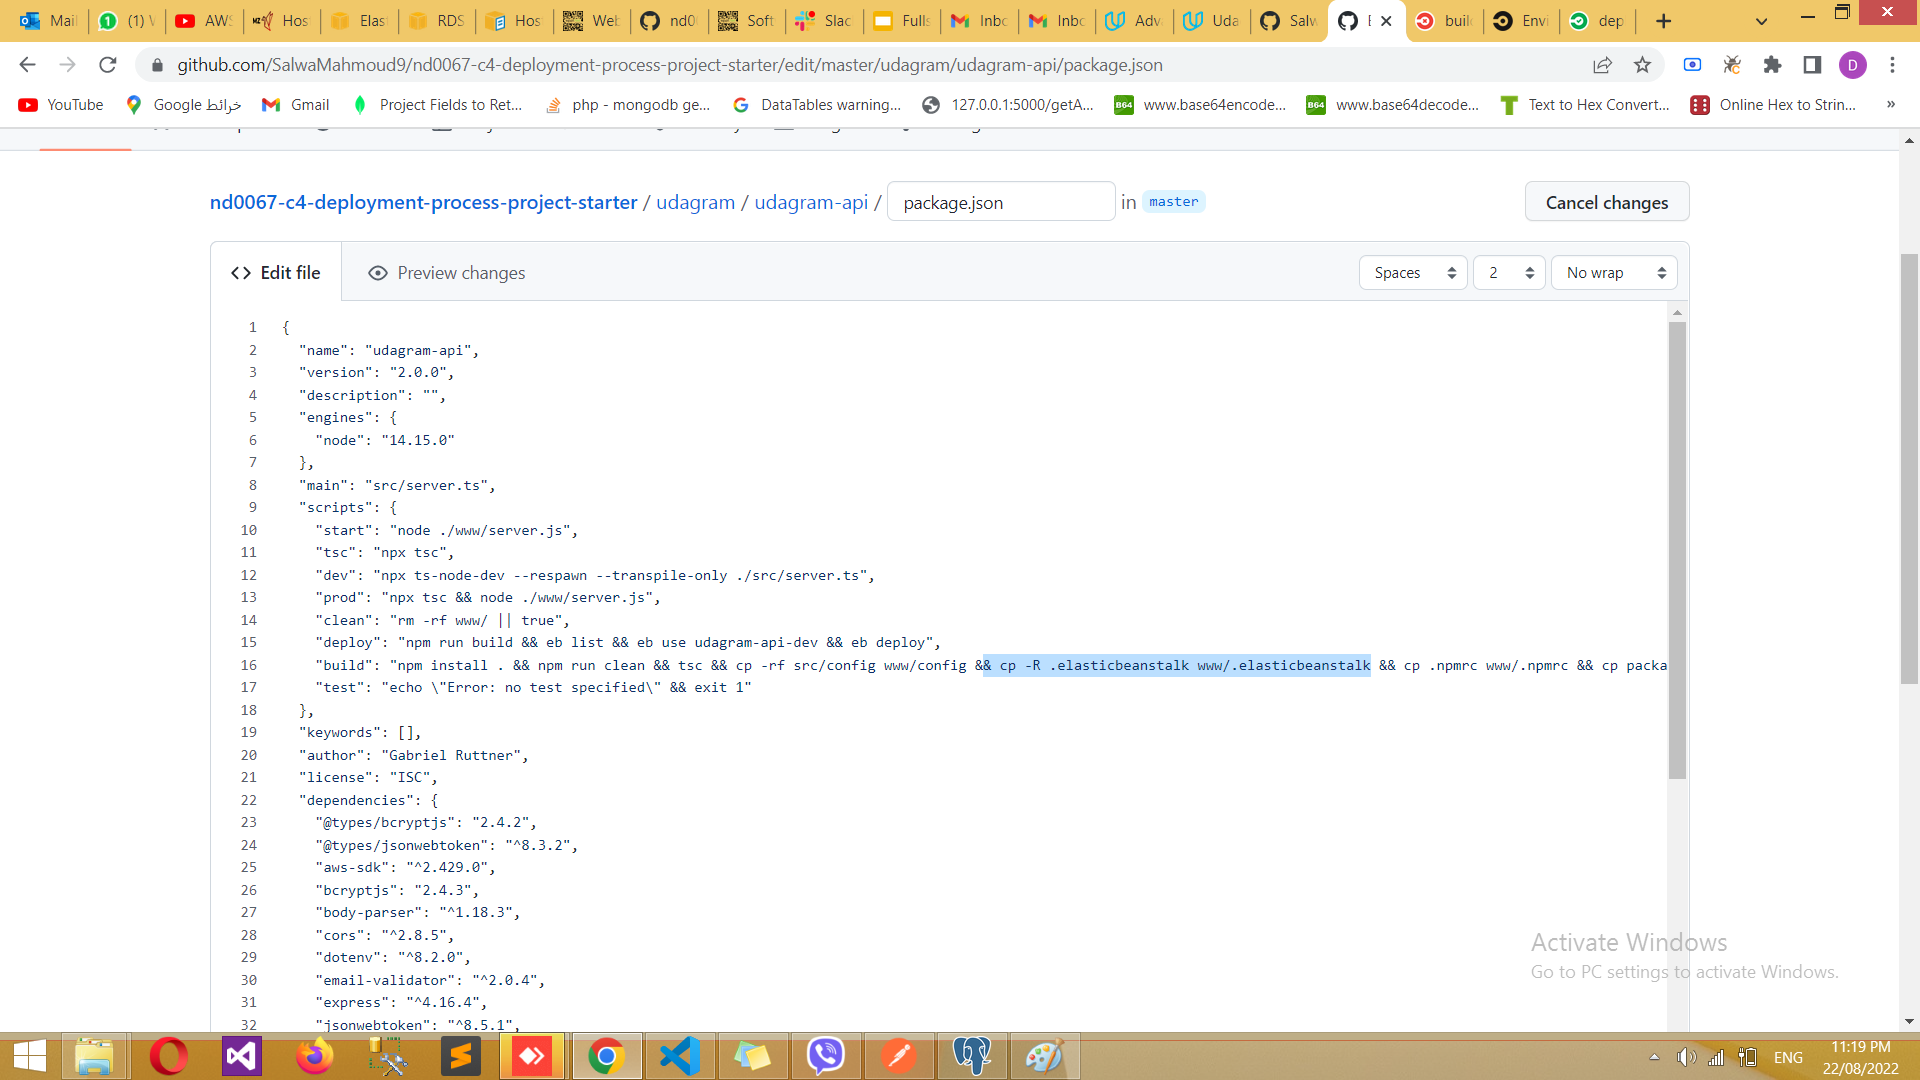 Mail
(1) W
AWS
Hos
Elas
RDS
Hos
Web
nd0
Soft
Slac
Fulls
Inbo
Inbo
Adv
Uda
Salw
E
buil
Envi
dep
github.com/SalwaMahmoud9/nd0067-c4-deployment-process-project-starter/edit/master/udagram/udagram-api/package.json
D
YouTube
Google خرائط
Gmail
Project Fields to Ret...
php - mongodb ge...
DataTables warning...
127.0.0.1:5000/getA...
B64 www.base64encode...
B64 www.base64decode...
Text to Hex Convert...
Online Hex to Strin...
»
nd0067-c4-deployment-process-project-starter / udagram / udagram-api / package.json in master
Cancel changes
Edit file
Preview changes
Spaces
2
No wrap
1 {
2 "name": "udagram-api",
3 "version": "2.0.0",
4 "description": "",
5 "engines": {
6 "node": "14.15.0"
7 },
8 "main": "src/server.ts",
9 "scripts": {
10 "start": "node ./www/server.js",
11 "tsc": "npx tsc",
12 "dev": "npx ts-node-dev --respawn --transpile-only ./src/server.ts",
13 "prod": "npx tsc && node ./www/server.js",
14 "clean": "rm -rf www/ || true",
15 "deploy": "npm run build && eb list && eb use udagram-api-dev && eb deploy",
16 "build": "npm install . && npm run clean && tsc && cp -rf src/config www/config && cp -R .elasticbeanstalk www/.elasticbeanstalk && cp .npmrc www/.npmrc && cp packa
17 "test": "echo \"Error: no test specified\" && exit 1"
18 },
19 "keywords": [],
20 "author": "Gabriel Ruttner",
21 "license": "ISC",
22 "dependencies": {
23 "@types/bcryptjs": "2.4.2",
24 "@types/jsonwebtoken": "^8.3.2",
25 "aws-sdk": "^2.429.0",
26 "bcryptjs": "2.4.3",
27 "body-parser": "^1.18.3",
28 "cors": "^2.8.5",
29 "dotenv": "^8.2.0",
30 "email-validator": "^2.0.4",
31 "express": "^4.16.4",
32 "jsonwebtoken": "^8.5.1",
Activate Windows
Go to PC settings to activate Windows.
ENG
11:19 PM
22/08/2022